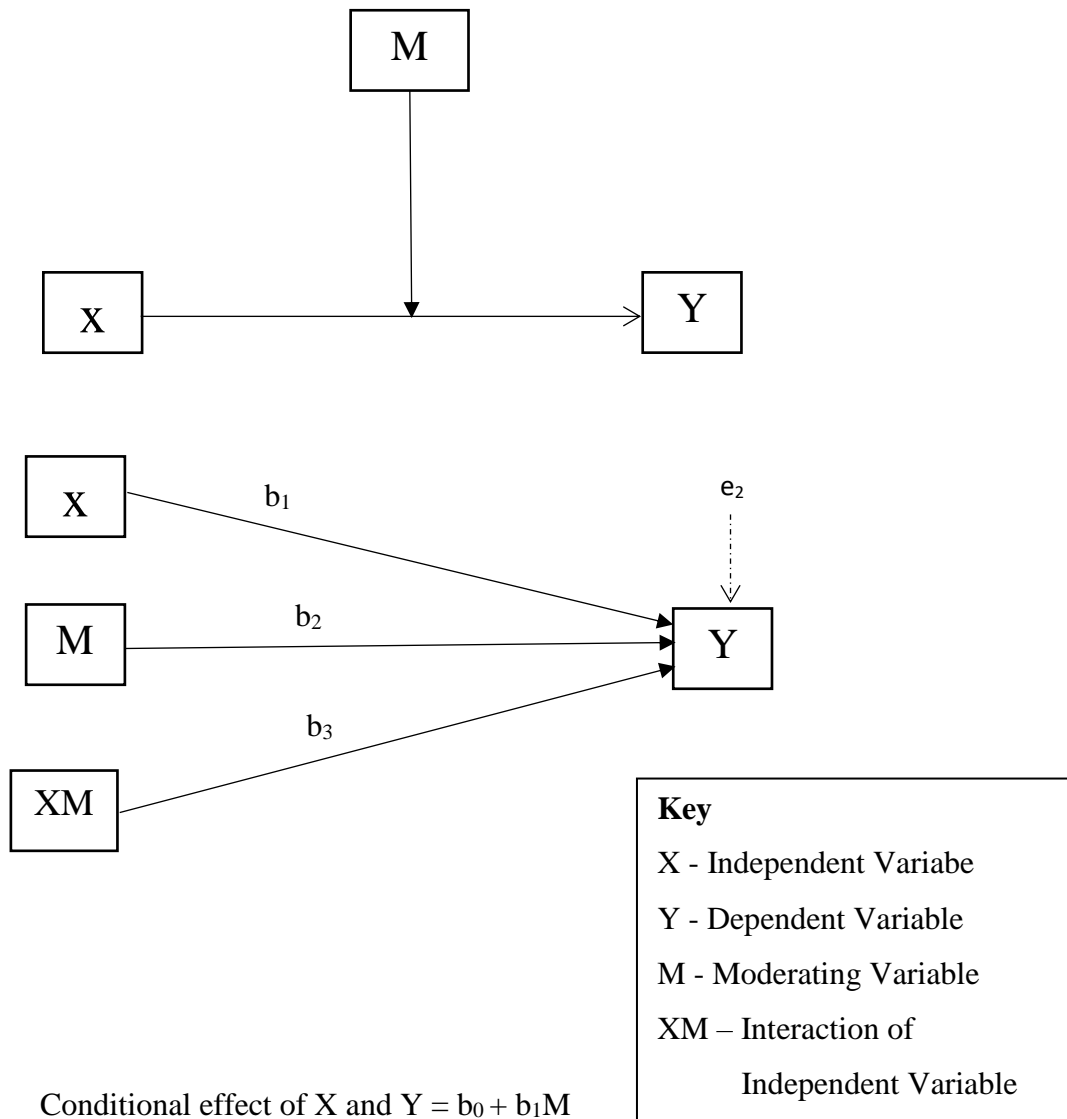 M
X
Y
X
b₁
e₂
M
b₂
Y
b₃
XM
Key
X - Independent Variabe
Y - Dependent Variable
M - Moderating Variable
XM – Interaction of
Independent Variable
Conditional effect of X and Y = b₀ + b₁M